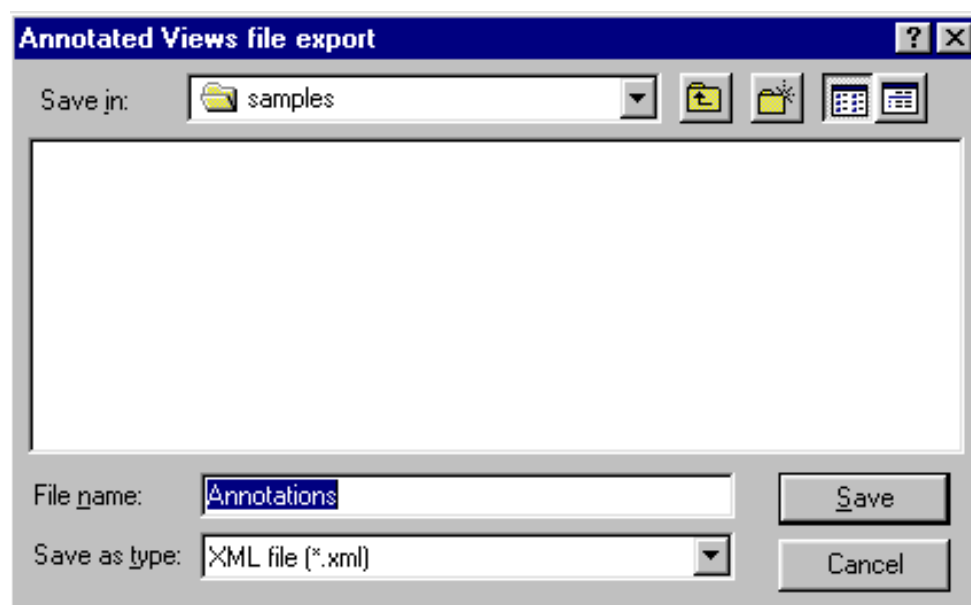 Annotated Views file export
Save in: samples
File name: Annotations Save
Save as type: XML file (*.xml) Cancel